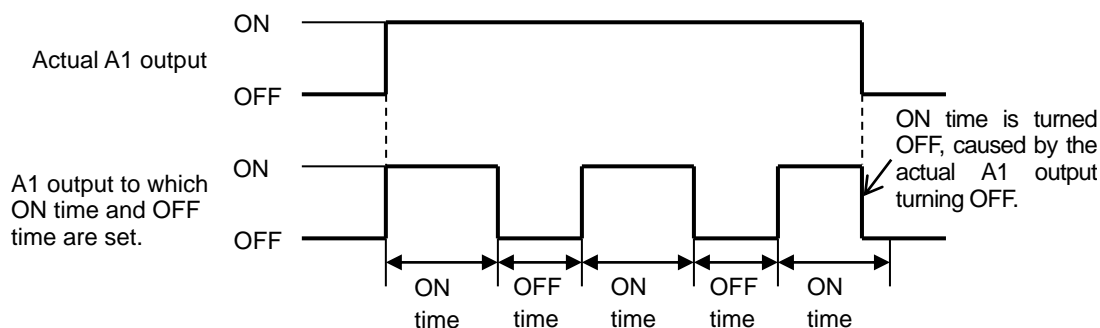 ON
Actual A1 output
OFF
ON time is turned
OFF, caused by the
actual A1 output
turning OFF.
ON
A1 output to which
ON time and OFF
time are set.
OFF
ON time
OFF time
ON time
OFF time
ON time